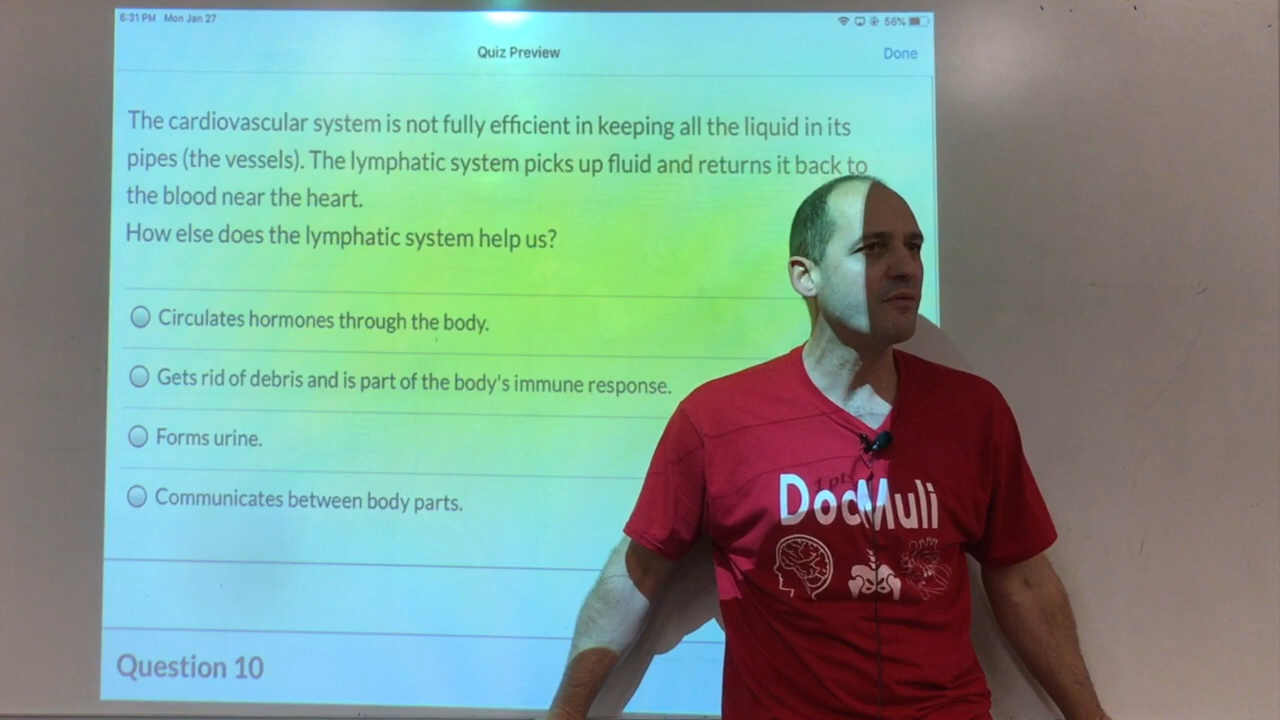 6:31 PM Mon Jan 27
56%
Quiz Preview
Done
The cardiovascular system is not fully efficient in keeping all the liquid in its
pipes (the vessels). The lymphatic system picks up fluid and returns it back to
the blood near the heart.
How else does the lymphatic system help us?
Circulates hormones through the body.
Gets rid of debris and is part of the body's immune response.
Forms urine.
Communicates between body parts.
1 pts
DocMuli
Question 10